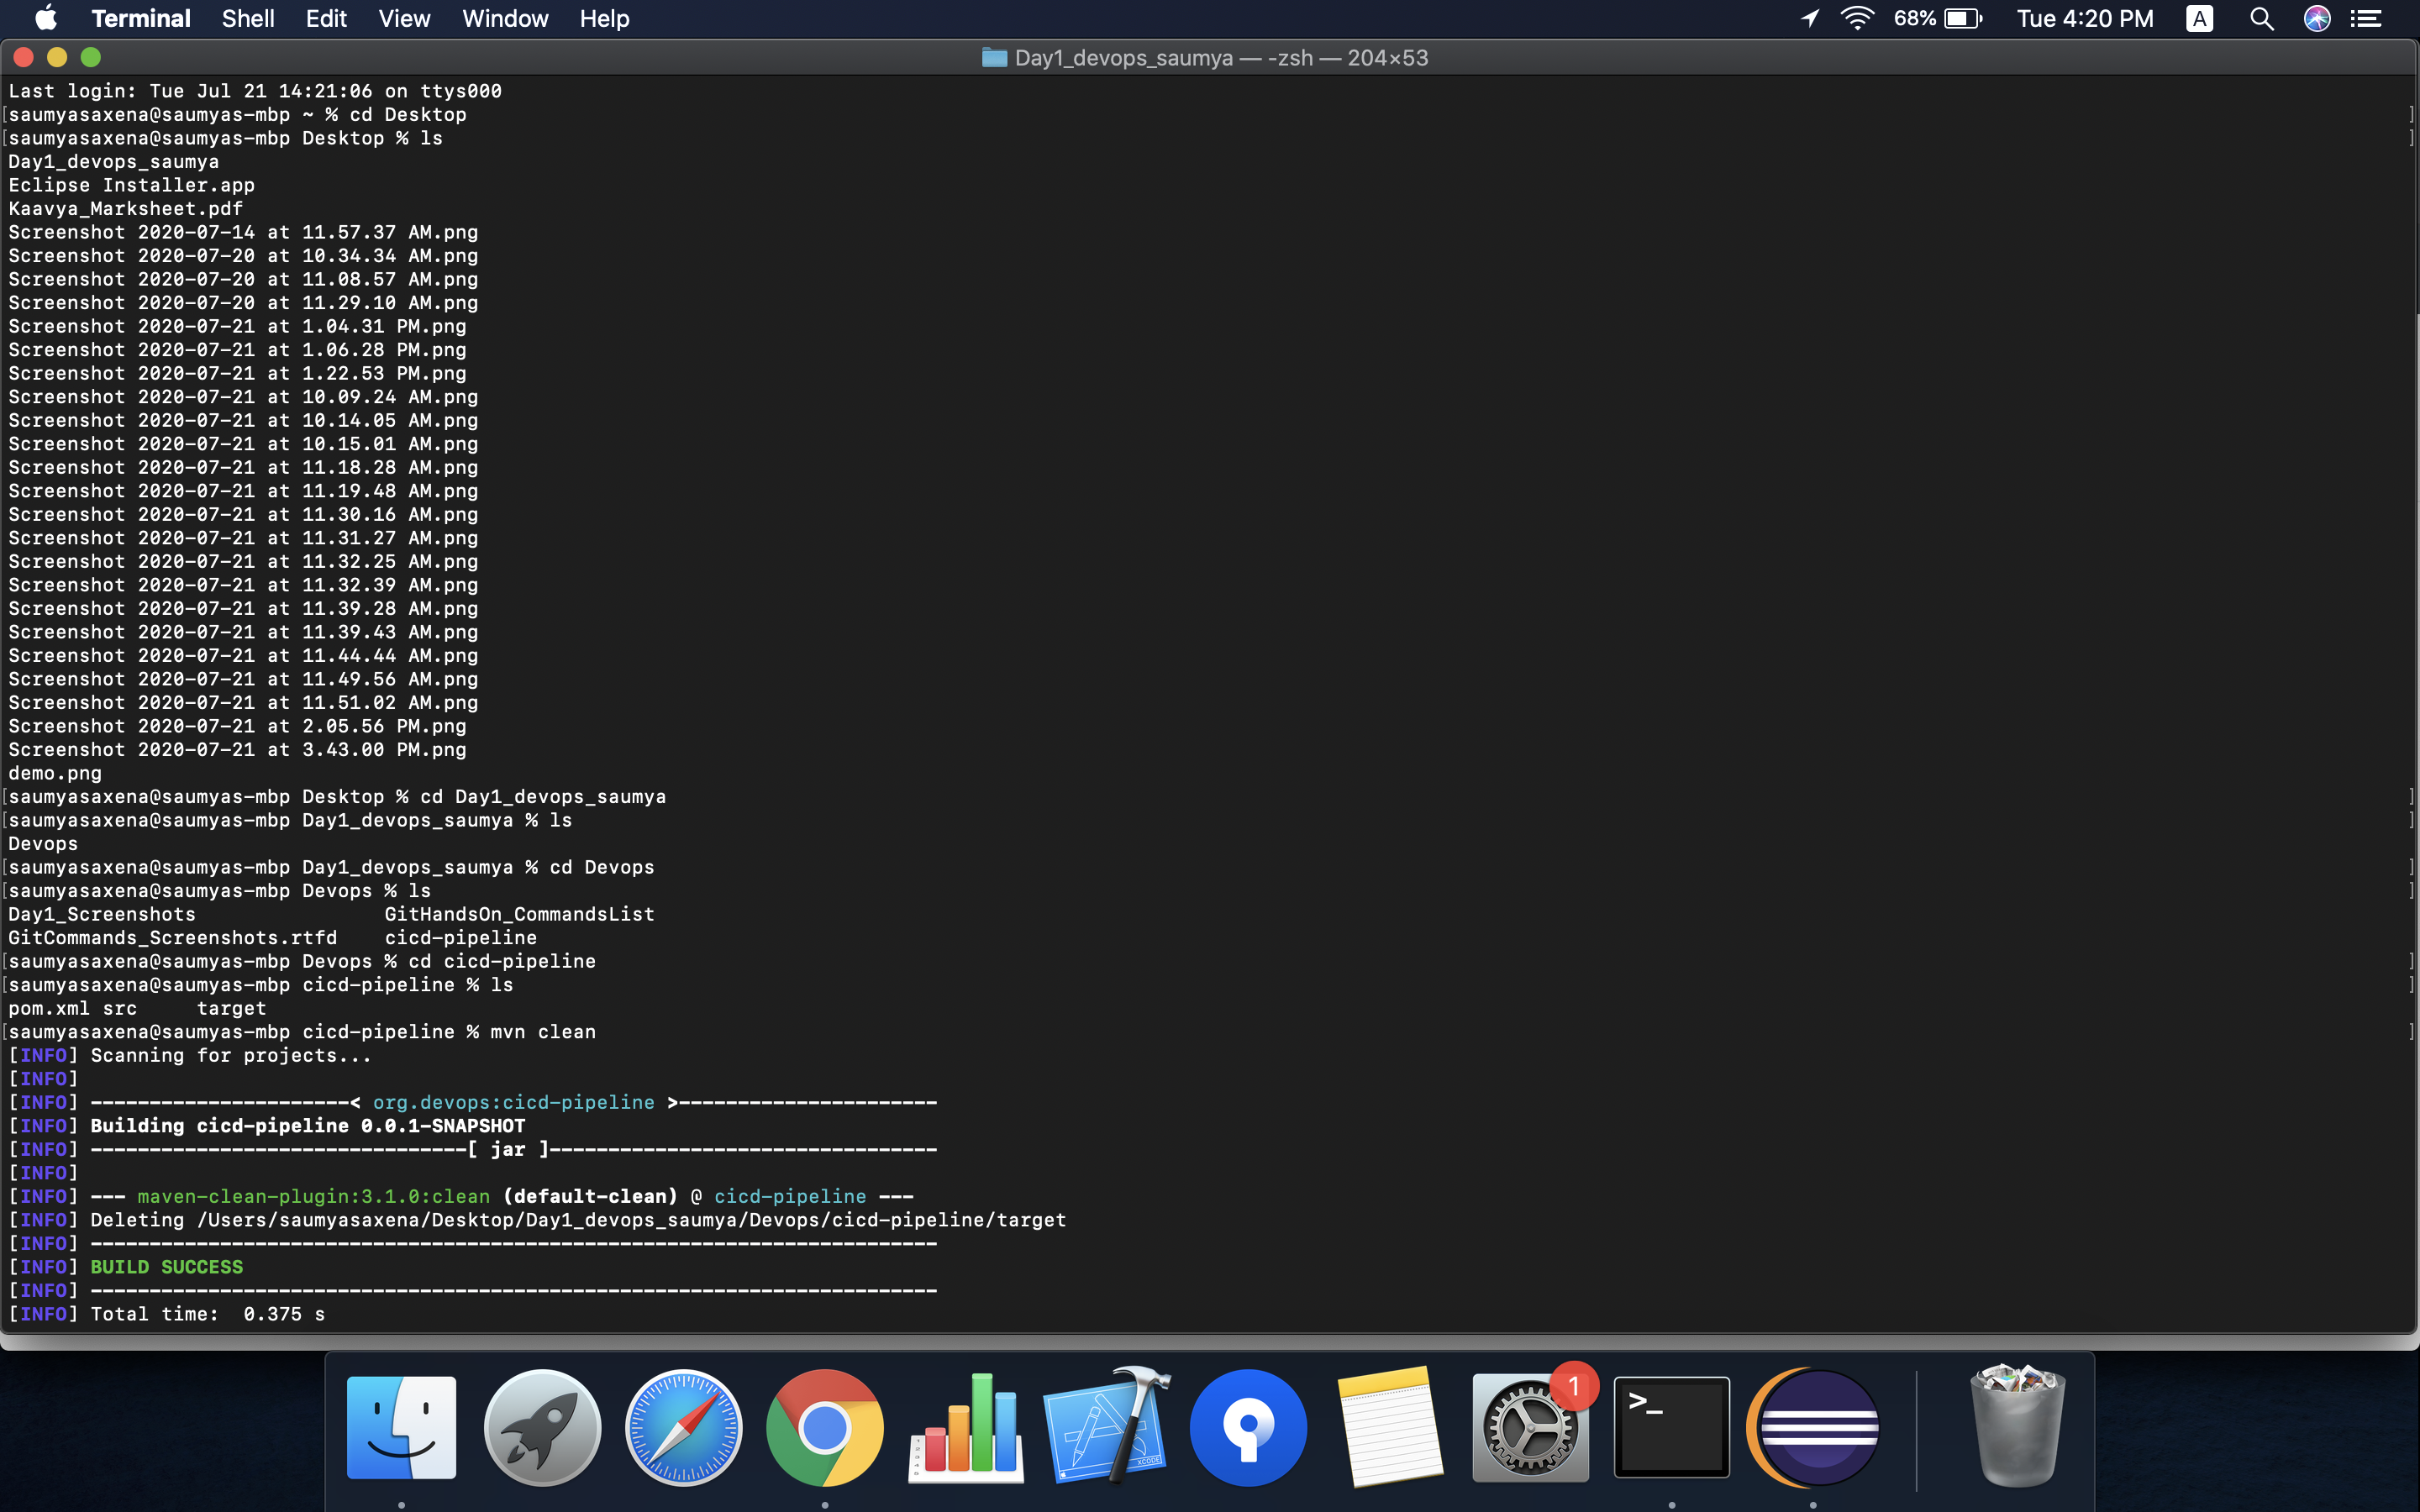 Terminal Shell Edit View Window Help 68% Tue 4:20 PM A
Day1_devops_saumya — -zsh — 204×53
Last login: Tue Jul 21 14:21:06 on ttys000
[saumyasaxena@saumyas-mbp ~ % cd Desktop ]
[saumyasaxena@saumyas-mbp Desktop % ls ]
Day1_devops_saumya
Eclipse Installer.app
Kaavya_Marksheet.pdf
Screenshot 2020-07-14 at 11.57.37 AM.png
Screenshot 2020-07-20 at 10.34.34 AM.png
Screenshot 2020-07-20 at 11.08.57 AM.png
Screenshot 2020-07-20 at 11.29.10 AM.png
Screenshot 2020-07-21 at 1.04.31 PM.png
Screenshot 2020-07-21 at 1.06.28 PM.png
Screenshot 2020-07-21 at 1.22.53 PM.png
Screenshot 2020-07-21 at 10.09.24 AM.png
Screenshot 2020-07-21 at 10.14.05 AM.png
Screenshot 2020-07-21 at 10.15.01 AM.png
Screenshot 2020-07-21 at 11.18.28 AM.png
Screenshot 2020-07-21 at 11.19.48 AM.png
Screenshot 2020-07-21 at 11.30.16 AM.png
Screenshot 2020-07-21 at 11.31.27 AM.png
Screenshot 2020-07-21 at 11.32.25 AM.png
Screenshot 2020-07-21 at 11.32.39 AM.png
Screenshot 2020-07-21 at 11.39.28 AM.png
Screenshot 2020-07-21 at 11.39.43 AM.png
Screenshot 2020-07-21 at 11.44.44 AM.png
Screenshot 2020-07-21 at 11.49.56 AM.png
Screenshot 2020-07-21 at 11.51.02 AM.png
Screenshot 2020-07-21 at 2.05.56 PM.png
Screenshot 2020-07-21 at 3.43.00 PM.png
demo.png
[saumyasaxena@saumyas-mbp Desktop % cd Day1_devops_saumya ]
[saumyasaxena@saumyas-mbp Day1_devops_saumya % ls ]
Devops
[saumyasaxena@saumyas-mbp Day1_devops_saumya % cd Devops ]
[saumyasaxena@saumyas-mbp Devops % ls ]
Day1_Screenshots GitHandsOn_CommandsList
GitCommands_Screenshots.rtfd cicd-pipeline
[saumyasaxena@saumyas-mbp Devops % cd cicd-pipeline ]
[saumyasaxena@saumyas-mbp cicd-pipeline % ls ]
pom.xml src target
[saumyasaxena@saumyas-mbp cicd-pipeline % mvn clean ]
[INFO] Scanning for projects...
[INFO]
[INFO] ----------------------< org.devops:cicd-pipeline >----------------------
[INFO] Building cicd-pipeline 0.0.1-SNAPSHOT
[INFO] --------------------------------[ jar ]---------------------------------
[INFO]
[INFO] --- maven-clean-plugin:3.1.0:clean (default-clean) @ cicd-pipeline ---
[INFO] Deleting /Users/saumyasaxena/Desktop/Day1_devops_saumya/Devops/cicd-pipeline/target
[INFO] ------------------------------------------------------------------------
[INFO] BUILD SUCCESS
[INFO] ------------------------------------------------------------------------
[INFO] Total time:  0.375 s
1
>_
XCODE